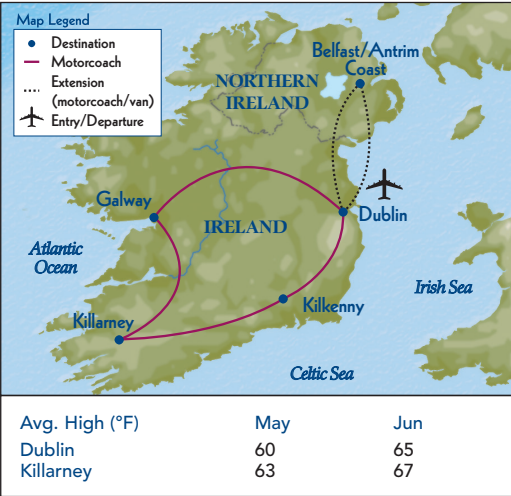 Map Legend
Destination
Motorcoach
Extension
(motorcoach/van)
Entry/Departure
Belfast/Antrim
Coast
NORTHERN
IRELAND
Galway
Dublin
IRELAND
Atlantic
Ocean
Irish Sea
Kilkenny
Killarney
Celtic Sea
Avg. High (°F) May Jun
Dublin 60 65
Killarney 63 67